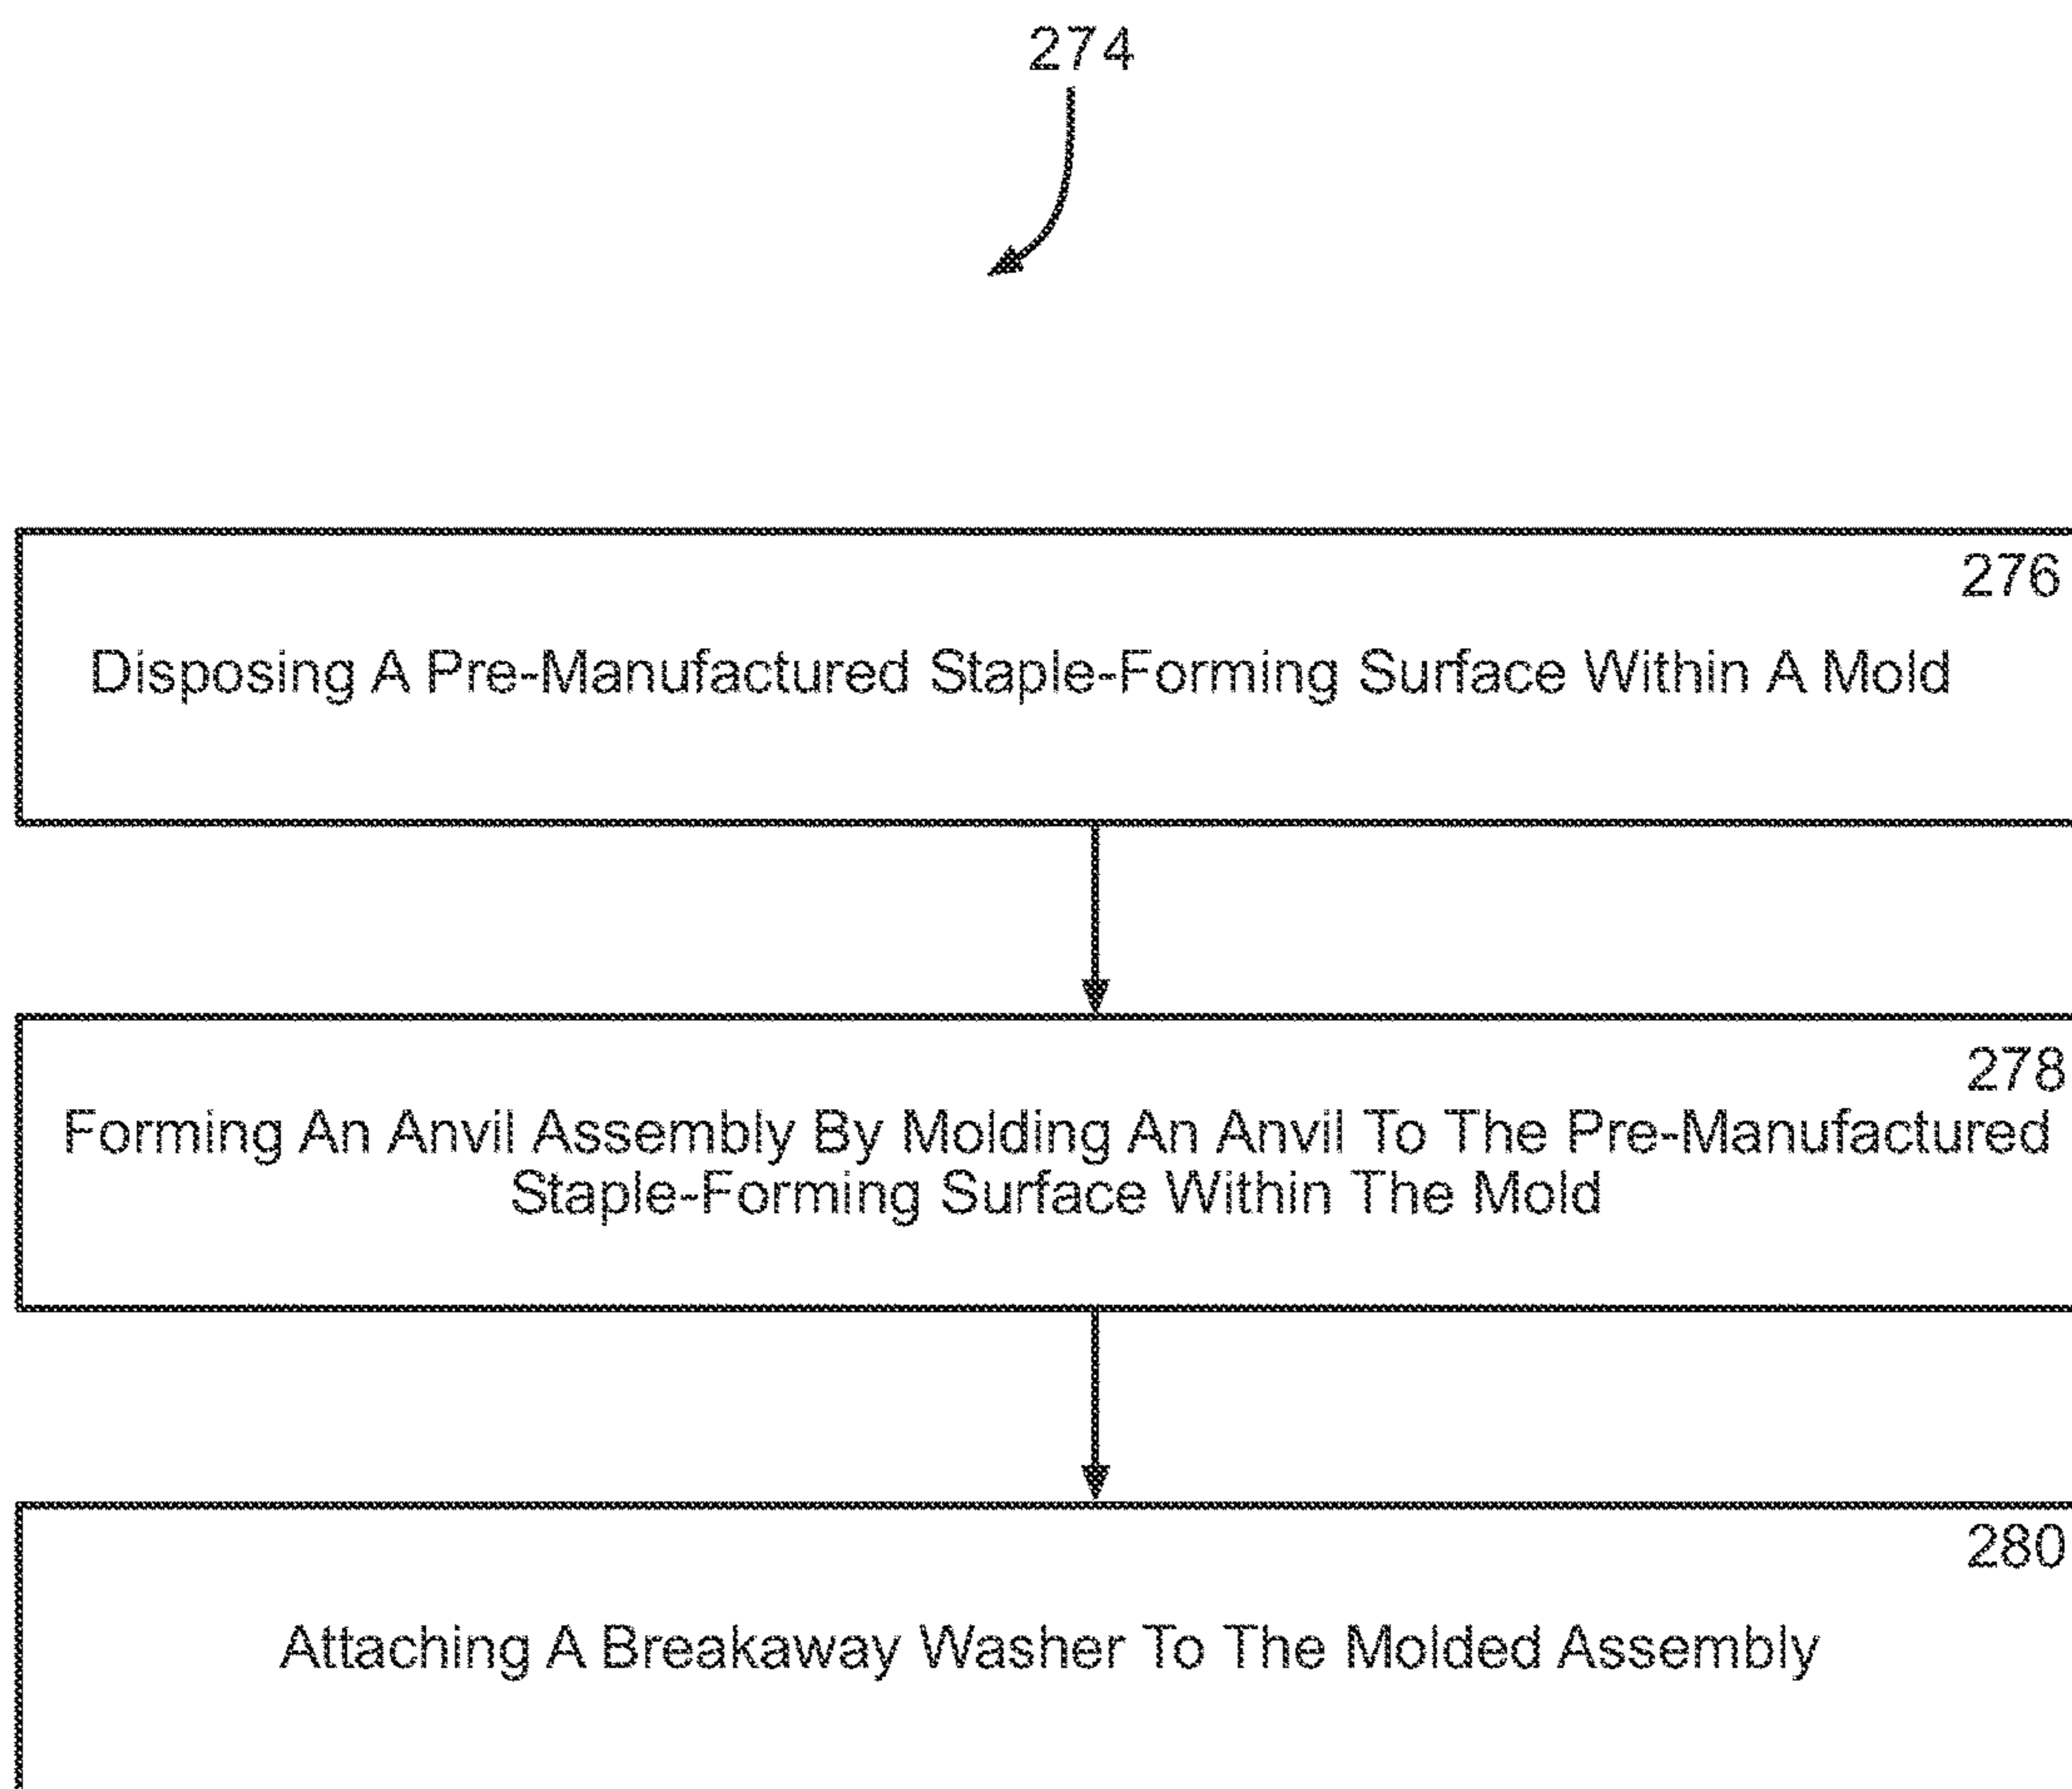 274
276
Disposing A Pre-Manufactured Staple-Forming Surface Within A Mold
278
Forming An Anvil Assembly By Molding An Anvil To The Pre-Manufactured
Staple-Forming Surface Within The Mold
280
Attaching A Breakaway Washer To The Molded Assembly